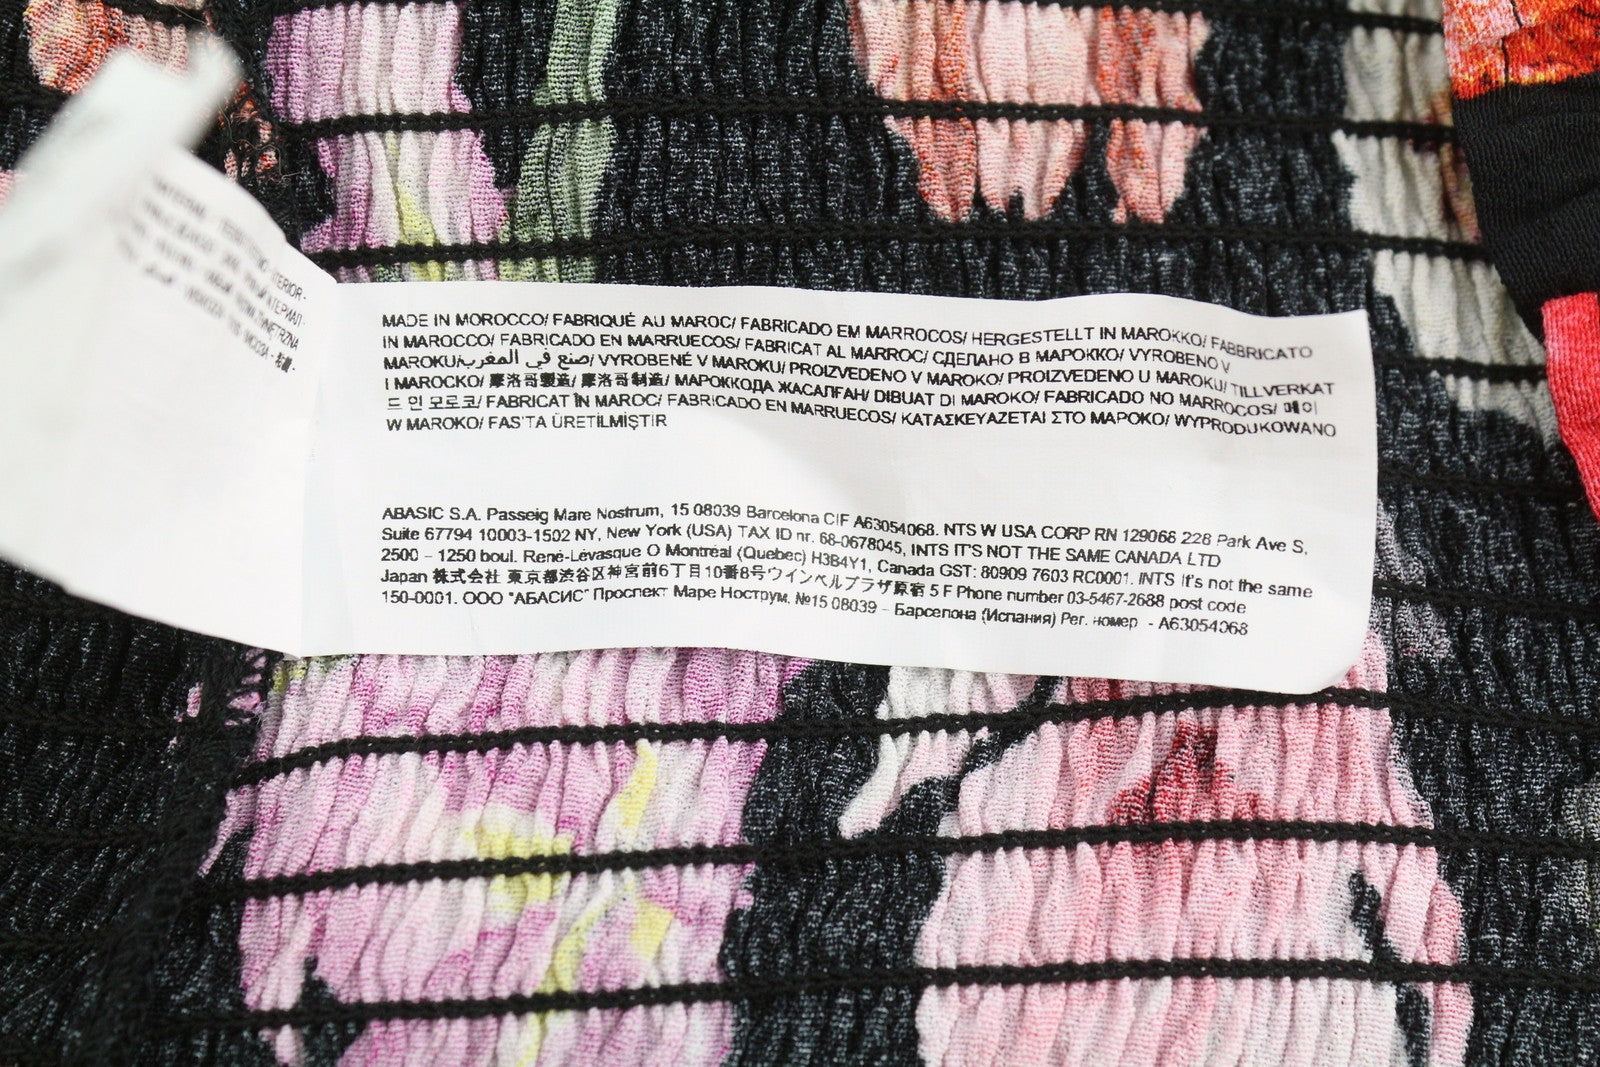 MADE IN MOROCCO/ FABRIQUÉ AU MAROC/ FABRICADO EM MARROCOS/ HERGESTELLT IN MAROKKO/ FABBRICATO
IN MAROCCO/ FABRICADO EN MARRUECOS/ FABRICAT AL MARROC/ СДЕЛАНО В МАРОККО/ VYROBENO V
MAROKU/صنع في المغرب/ VYROBENÉ V MAROKU/ PROIZVEDENO V MAROKO/ PROIZVEDENO U MAROKU/ TILLVERKAT
I MAROCKO/ 摩洛哥製造/ 摩洛哥制造/ МАРОККОДА ЖАСАЛҒАН/ DIBUAT DI MAROKO/ FABRICADO NO MARROCOS/ 메이
드 인 모로코/ FABRICAT ÎN MAROC/ FABRICADO EN MARRUECOS/ ΚΑΤΑΣΚΕΥΑΖΕΤΑΙ ΣΤΟ ΜΑΡΟΚΟ/ WYPRODUKOWANO
W MAROKO/ FAS'TA ÜRETİLMİŞTİR
ABASIC S.A. Passeig Mare Nostrum, 15 08039 Barcelona CIF A63054068. NTS W USA CORP RN 129066 228 Park Ave S,
Suite 67794 10003-1502 NY, New York (USA) TAX ID nr. 68-0678045, INTS IT'S NOT THE SAME CANADA LTD
2500 – 1250 boul. René-Lévasque O Montréal (Quebec) H3B4Y1, Canada GST: 80909 7603 RC0001. INTS It's not the same
Japan 株式会社 東京都渋谷区神宮前6丁目10番8号ウインベルプラザ原宿 5 F Phone number 03-5467-2688 post code
150-0001. ООО "АБАСИС" Проспект Маре Нострум, №15 08039 – Барселона (Испания) Рег. номер - A63054068